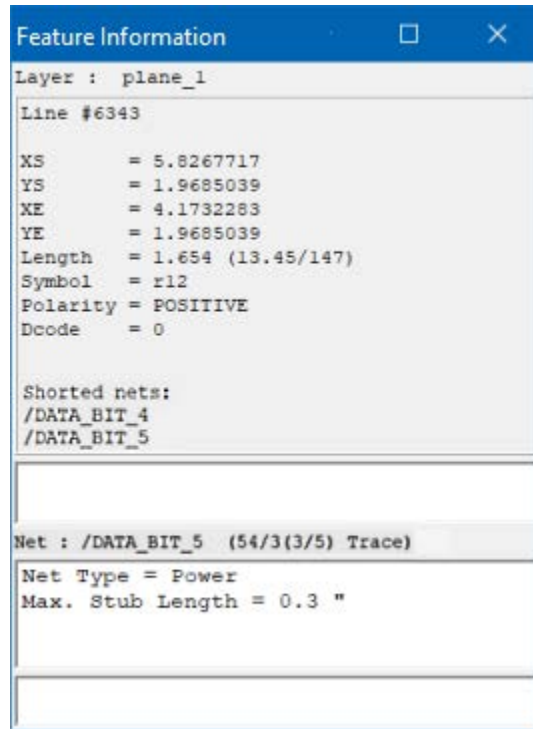 Feature Information
Layer : plane_1
Line #6343
XS = 5.8267717
YS = 1.9685039
XE = 4.1732283
YE = 1.9685039
Length = 1.654 (13.45/147)
Symbol = r12
Polarity = POSITIVE
Dcode = 0
Shorted nets:
/DATA_BIT_4
/DATA_BIT_5
Net : /DATA_BIT_5 (54/3(3/5) Trace)
Net Type = Power
Max. Stub Length = 0.3 "